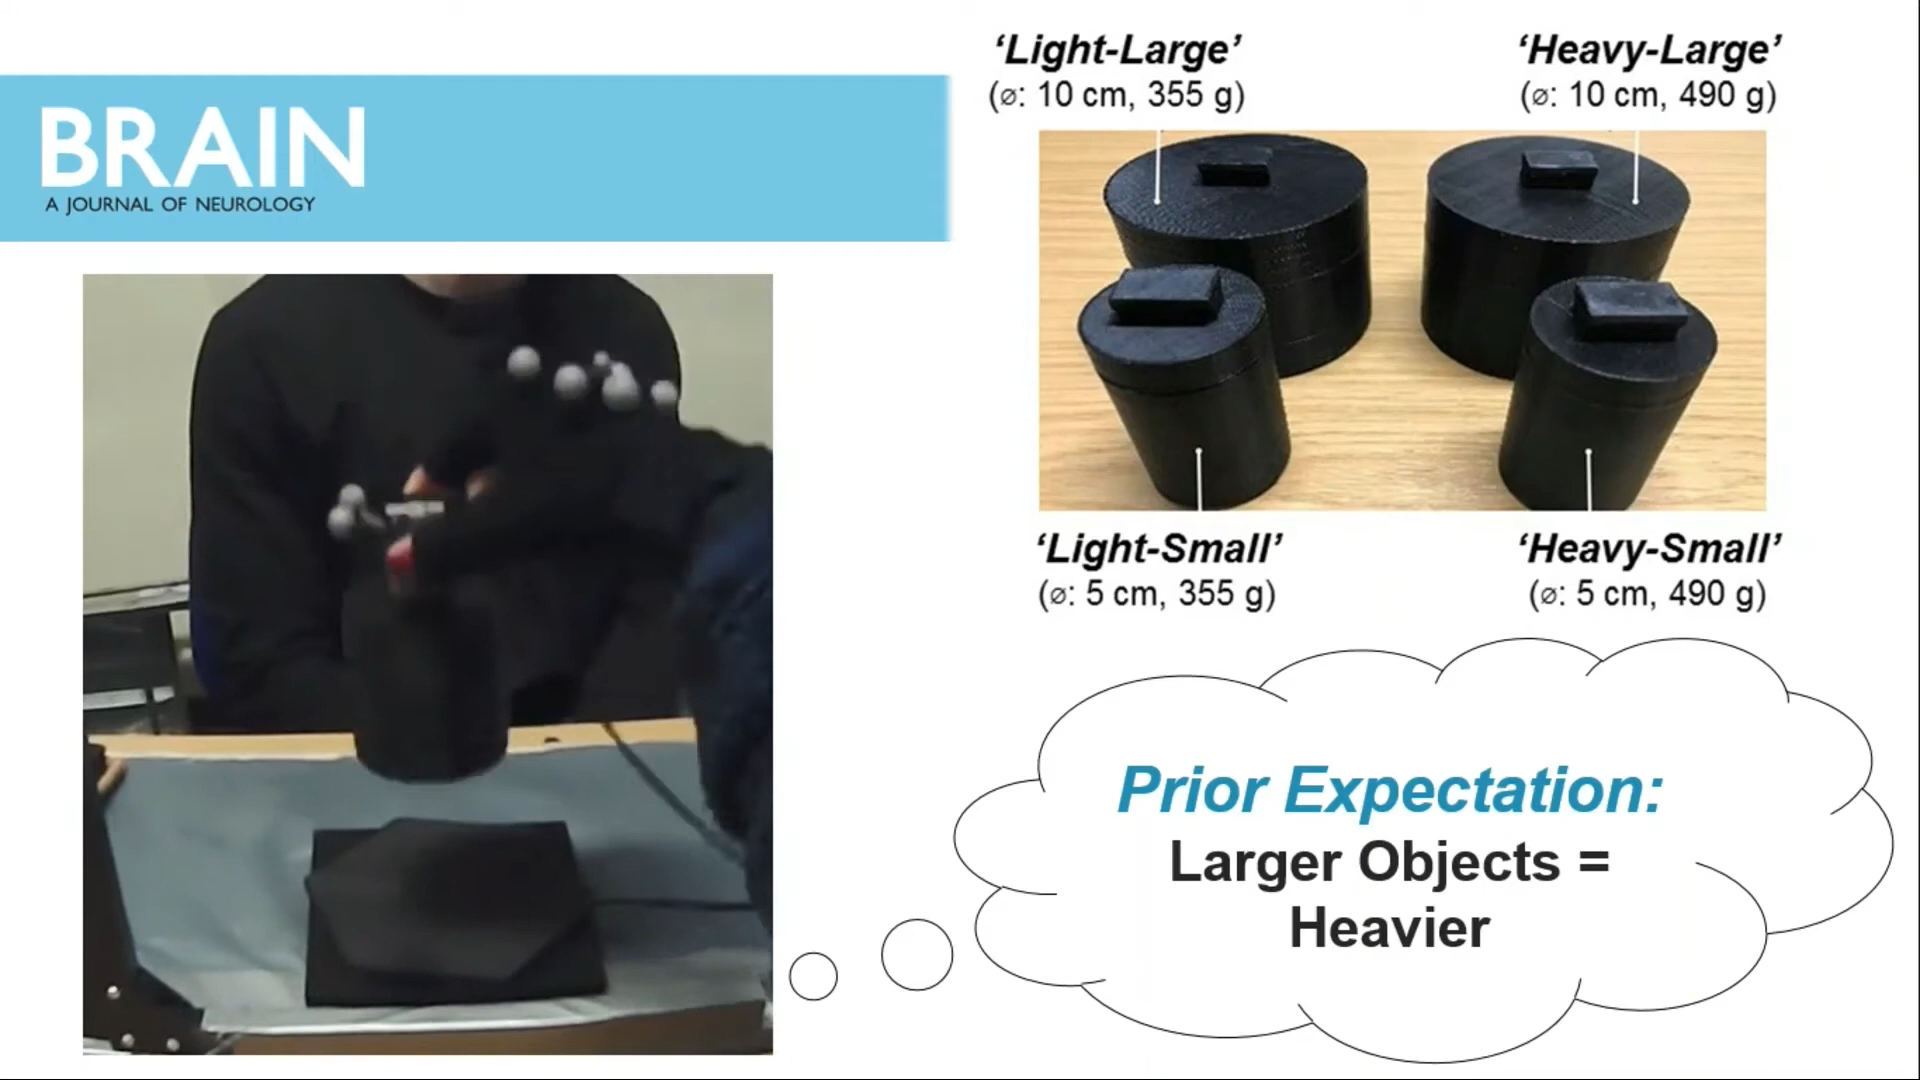 BRAIN
A JOURNAL OF NEUROLOGY
‘Light-Large’
(⌀: 10 cm, 355 g)
‘Heavy-Large’
(⌀: 10 cm, 490 g)
‘Light-Small’
(⌀: 5 cm, 355 g)
‘Heavy-Small’
(⌀: 5 cm, 490 g)
Prior Expectation:
Larger Objects =
Heavier